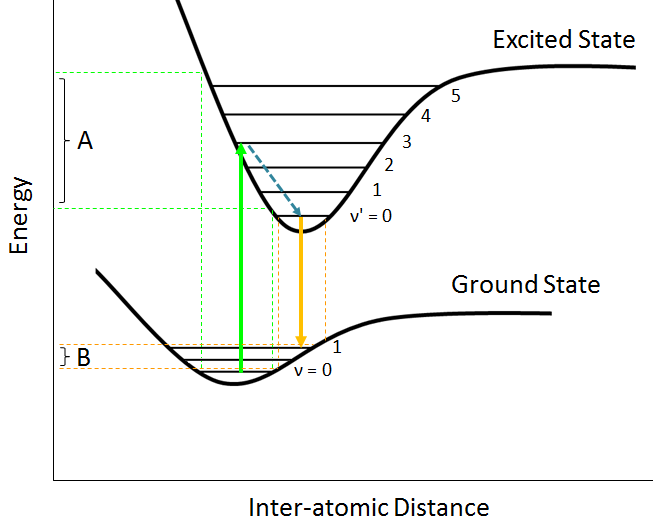 Excited State
5
4
A
3
2
1
ν' = 0
Energy
Ground State
1
B
ν = 0
Inter-atomic Distance